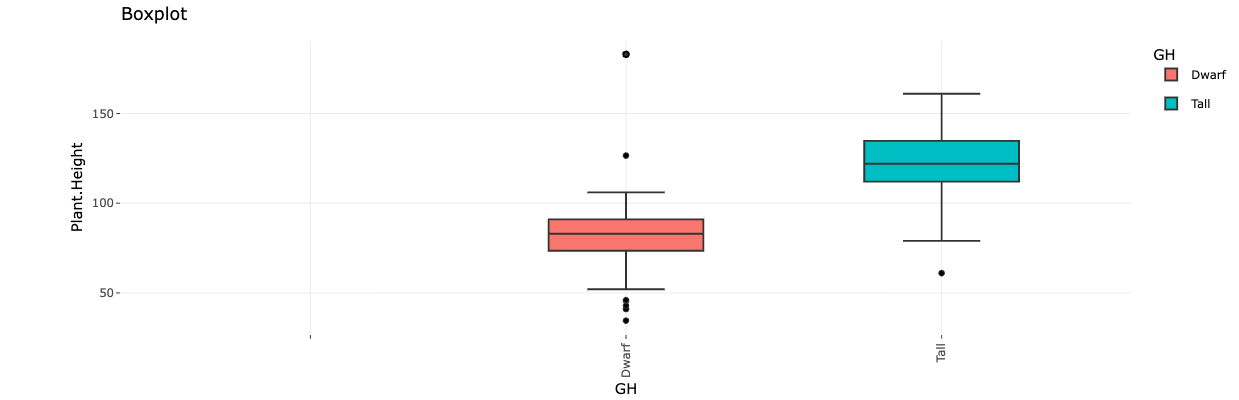 Boxplot
GH
Dwarf
Tall
150
100
50
Plant.Height
Dwarf
Tall
GH